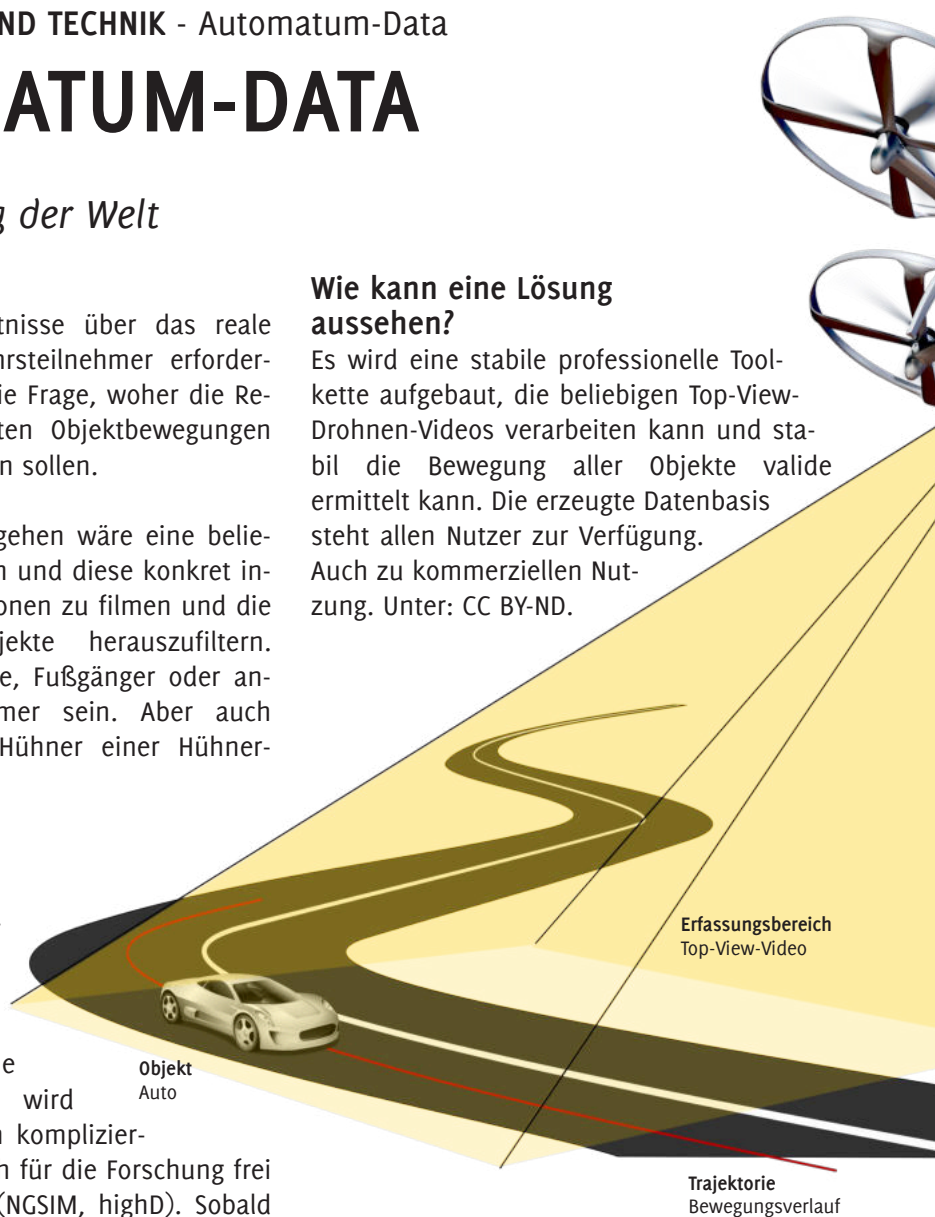 ND TECHNIK - Automatum-Data
ATUM-DATA
g der Welt
tnisse über das reale
hrsteilnehmer erforder-
ie Frage, woher die Re-
ten Objektbewegungen
n sollen.
gehen wäre eine belie-
n und diese konkret in-
onen zu filmen und die
jekte herauszufiltern.
e, Fußgänger oder an-
mer sein. Aber auch
Hühner einer Hühner-
e
wird
n komplizier-
n für die Forschung frei
(NGSIM, highD). Sobald
Wie kann eine Lösung
aussehen?
Es wird eine stabile professionelle Tool-
kette aufgebaut, die beliebigen Top-View-
Drohnen-Videos verarbeiten kann und sta-
bil die Bewegung aller Objekte valide
ermittelt kann. Die erzeugte Datenbasis
steht allen Nutzer zur Verfügung.
Auch zu kommerziellen Nut-
zung. Unter: CC BY-ND.
Erfassungsbereich
Top-View-Video
Objekt
Auto
Trajektorie
Bewegungsverlauf